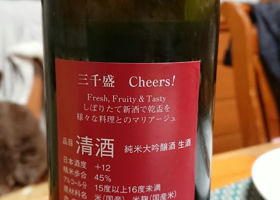 三千盛 Cheers!
Fresh, Fruity & Tasty
しぼりたて新酒で乾盃を
様々な料理とのマリアージュ
品目 清酒 純米大吟醸酒 生酒
日本酒度 +12
精米歩合 45%
アルコール分 15度以上16度未満
原材料名 米(国産) 米麹(国産米)